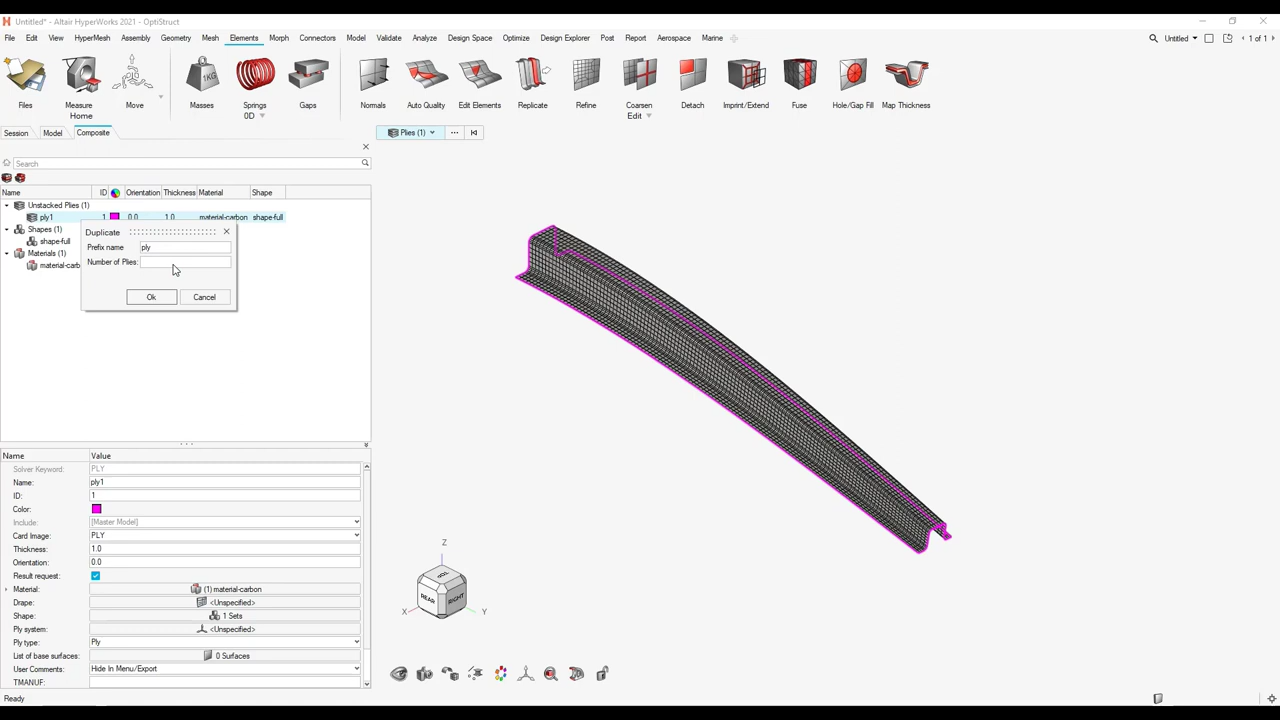 Untitled* - Altair HyperWorks 2021 - OptiStruct
File Edit View HyperMesh Assembly Geometry Mesh Elements Morph Connectors Model Validate Analyze Design Space Optimize Design Explorer Post Report Aerospace Marine Untitled 1 of 1
1KG
Files Measure Move Masses Springs Gaps Normals Auto Quality Edit Elements Replicate Refine Coarsen Detach Imprint/Extend Fuse Hole/Gap Fill Map Thickness
Home 0D Edit
Session Model Composite Plies (1)
Search
Name ID Orientation Thickness Material Shape
Unstacked Plies (1)
ply1 1 0.0 1.0 material-carbon shape-full
Shapes (1)
shape-full
Materials (1)
material-carb
Duplicate
Prefix name ply
Number of Plies:
Ok Cancel
Name Value
Solver Keyword: PLY
Name: ply1
ID: 1
Color:
Include: [Master Model]
Card Image: PLY
Thickness: 1.0
Orientation: 0.0
Result request:
Material: (1) material-carbon
Drape: <Unspecified>
Shape: 1 Sets
Ply system: <Unspecified>
Ply type: Ply
List of base surfaces: 0 Surfaces
User Comments: Hide In Menu/Export
TMANUF:
Z
X
Y
REAR
RIGHT
Ready